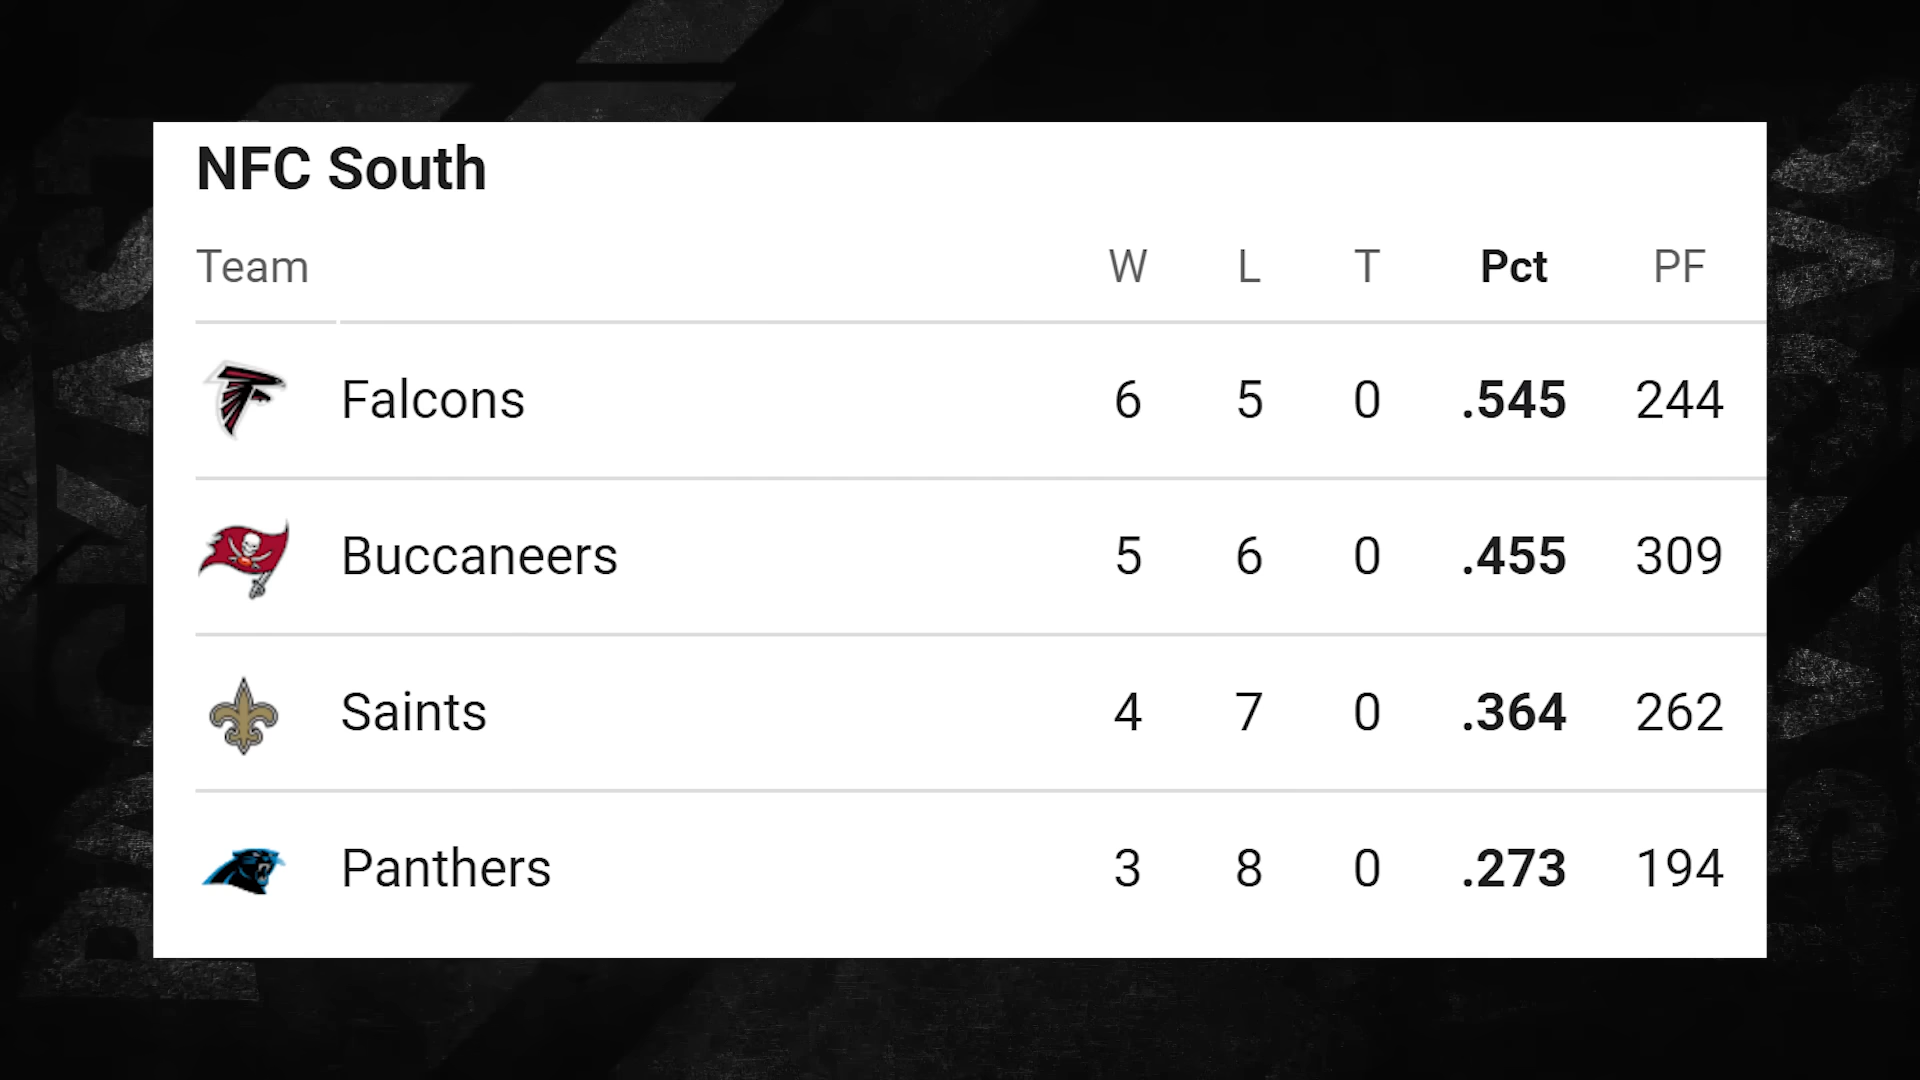 NFC South
Team W L T Pct PF
Falcons 6 5 0 .545 244
Buccaneers 5 6 0 .455 309
Saints 4 7 0 .364 262
Panthers 3 8 0 .273 194